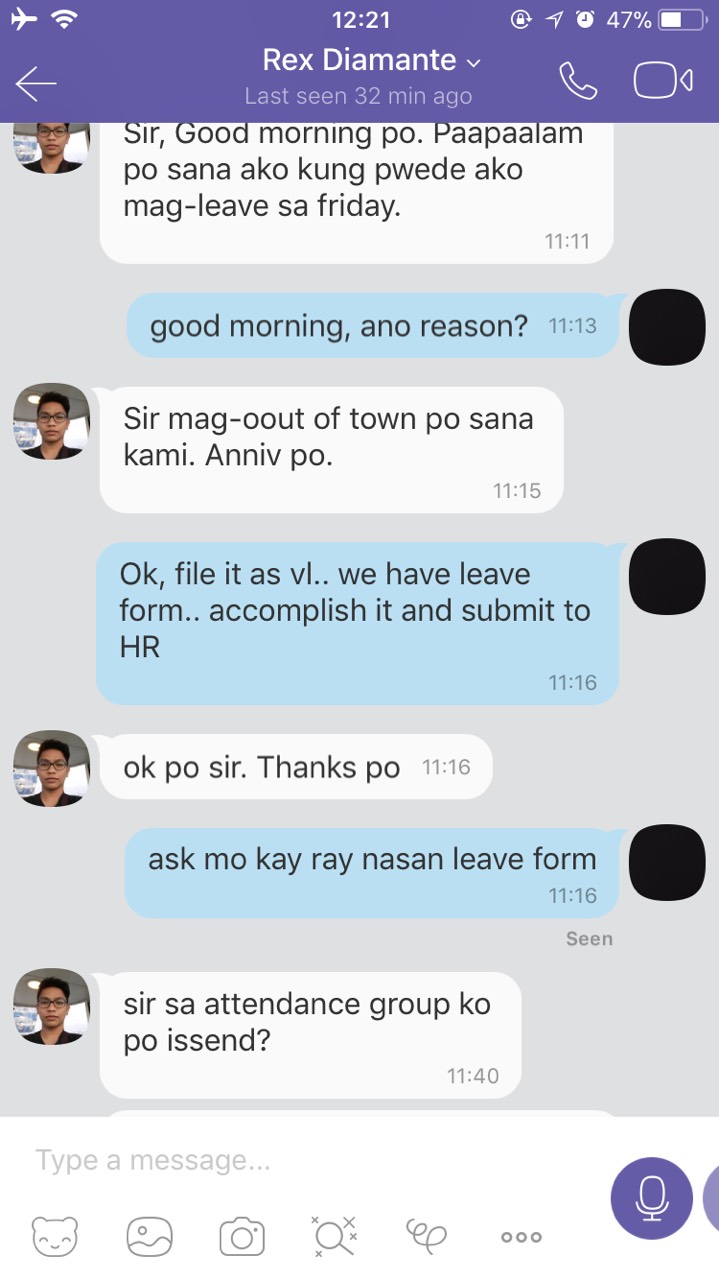 12:21
47%
Rex Diamante
Last seen 32 min ago
Sir, Good morning po. Paapaalam
po sana ako kung pwede ako
mag-leave sa friday.
11:11
good morning, ano reason? 11:13
Sir mag-oout of town po sana
kami. Anniv po.
11:15
Ok, file it as vl.. we have leave
form.. accomplish it and submit to
HR
11:16
ok po sir. Thanks po 11:16
ask mo kay ray nasan leave form
11:16
Seen
sir sa attendance group ko
po issend?
11:40
Type a message...